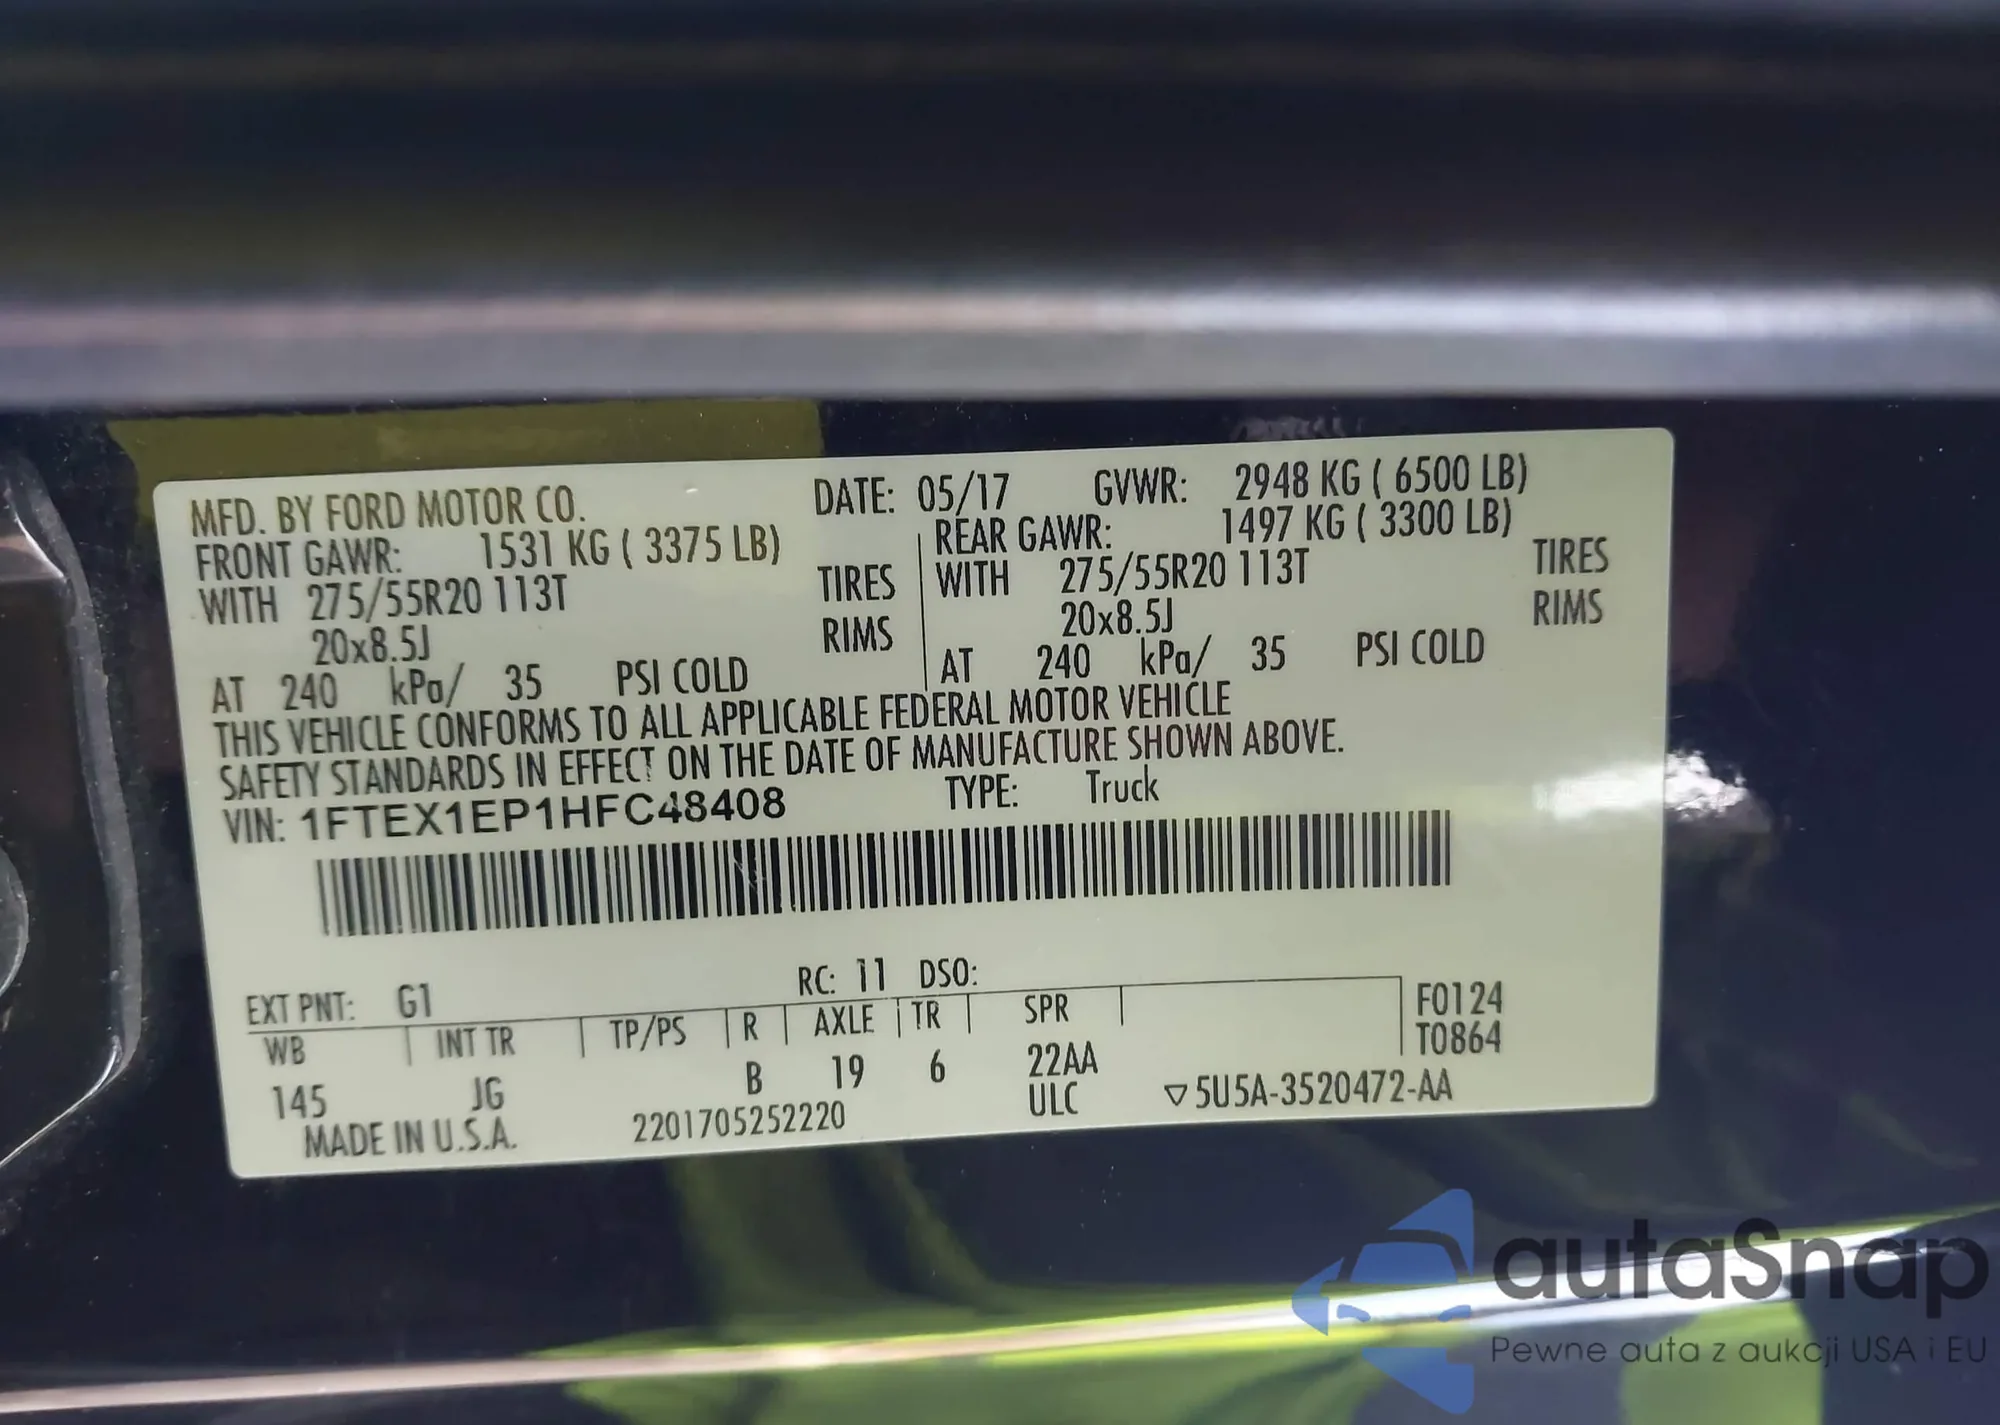 MFD. BY FORD MOTOR CO. DATE: 05/17 GVWR: 2948 KG ( 6500 LB)
FRONT GAWR: 1531 KG ( 3375 LB) REAR GAWR: 1497 KG ( 3300 LB)
WITH 275/55R20 113T TIRES WITH 275/55R20 113T TIRES
20x8.5J RIMS 20x8.5J RIMS
AT 240 kPa/ 35 PSI COLD AT 240 kPa/ 35 PSI COLD
THIS VEHICLE CONFORMS TO ALL APPLICABLE FEDERAL MOTOR VEHICLE
SAFETY STANDARDS IN EFFECT ON THE DATE OF MANUFACTURE SHOWN ABOVE.
VIN: 1FTEX1EP1HFC48408 TYPE: Truck
EXT PNT: G1 RC: 11 DSO:
WB INT TR TP/PS R AXLE TR SPR F0124
T0864
145 JG B 19 6 22AA
ULC ▽5U5A-3520472-AA
MADE IN U.S.A. 2201705252220
autaSnap
Pewne auta z aukcji USA i EU